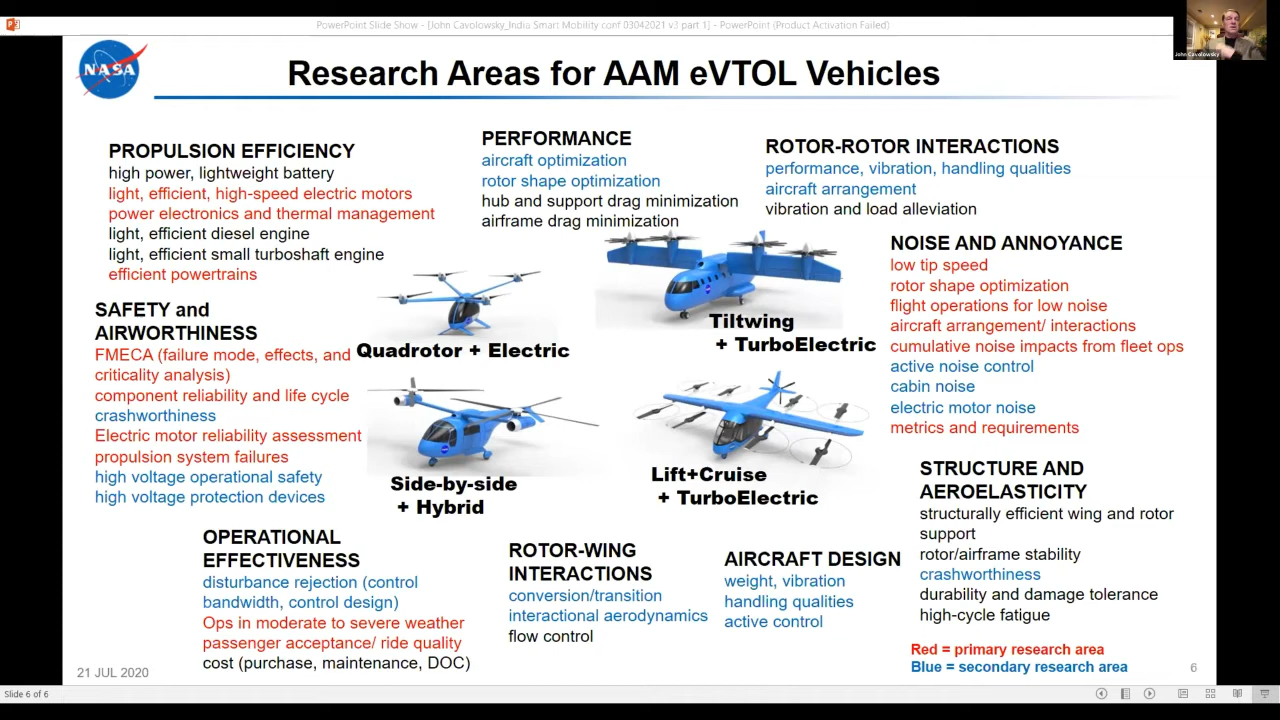 PowerPoint Slide Show - [John Cavolowsky_India Smart Mobility conf 03042021 v3 part 1] - PowerPoint (Product Activation Failed)
John Cavolowsky
NASA
Research Areas for AAM eVTOL Vehicles
PROPULSION EFFICIENCY
high power, lightweight battery
light, efficient, high-speed electric motors
power electronics and thermal management
light, efficient diesel engine
light, efficient small turboshaft engine
efficient powertrains
PERFORMANCE
aircraft optimization
rotor shape optimization
hub and support drag minimization
airframe drag minimization
ROTOR-ROTOR INTERACTIONS
performance, vibration, handling qualities
aircraft arrangement
vibration and load alleviation
SAFETY and
AIRWORTHINESS
FMECA (failure mode, effects, and
criticality analysis)
component reliability and life cycle
crashworthiness
Electric motor reliability assessment
propulsion system failures
high voltage operational safety
high voltage protection devices
Quadrotor + Electric
Tiltwing
+ TurboElectric
Side-by-side
+ Hybrid
Lift+Cruise
+ TurboElectric
NOISE AND ANNOYANCE
low tip speed
rotor shape optimization
flight operations for low noise
aircraft arrangement/ interactions
cumulative noise impacts from fleet ops
active noise control
cabin noise
electric motor noise
metrics and requirements
OPERATIONAL
EFFECTIVENESS
disturbance rejection (control
bandwidth, control design)
Ops in moderate to severe weather
passenger acceptance/ ride quality
cost (purchase, maintenance, DOC)
ROTOR-WING
INTERACTIONS
conversion/transition
interactional aerodynamics
flow control
AIRCRAFT DESIGN
weight, vibration
handling qualities
active control
STRUCTURE AND
AEROELASTICITY
structurally efficient wing and rotor
support
rotor/airframe stability
crashworthiness
durability and damage tolerance
high-cycle fatigue
Red = primary research area
Blue = secondary research area
21 JUL 2020
6
Slide 6 of 6